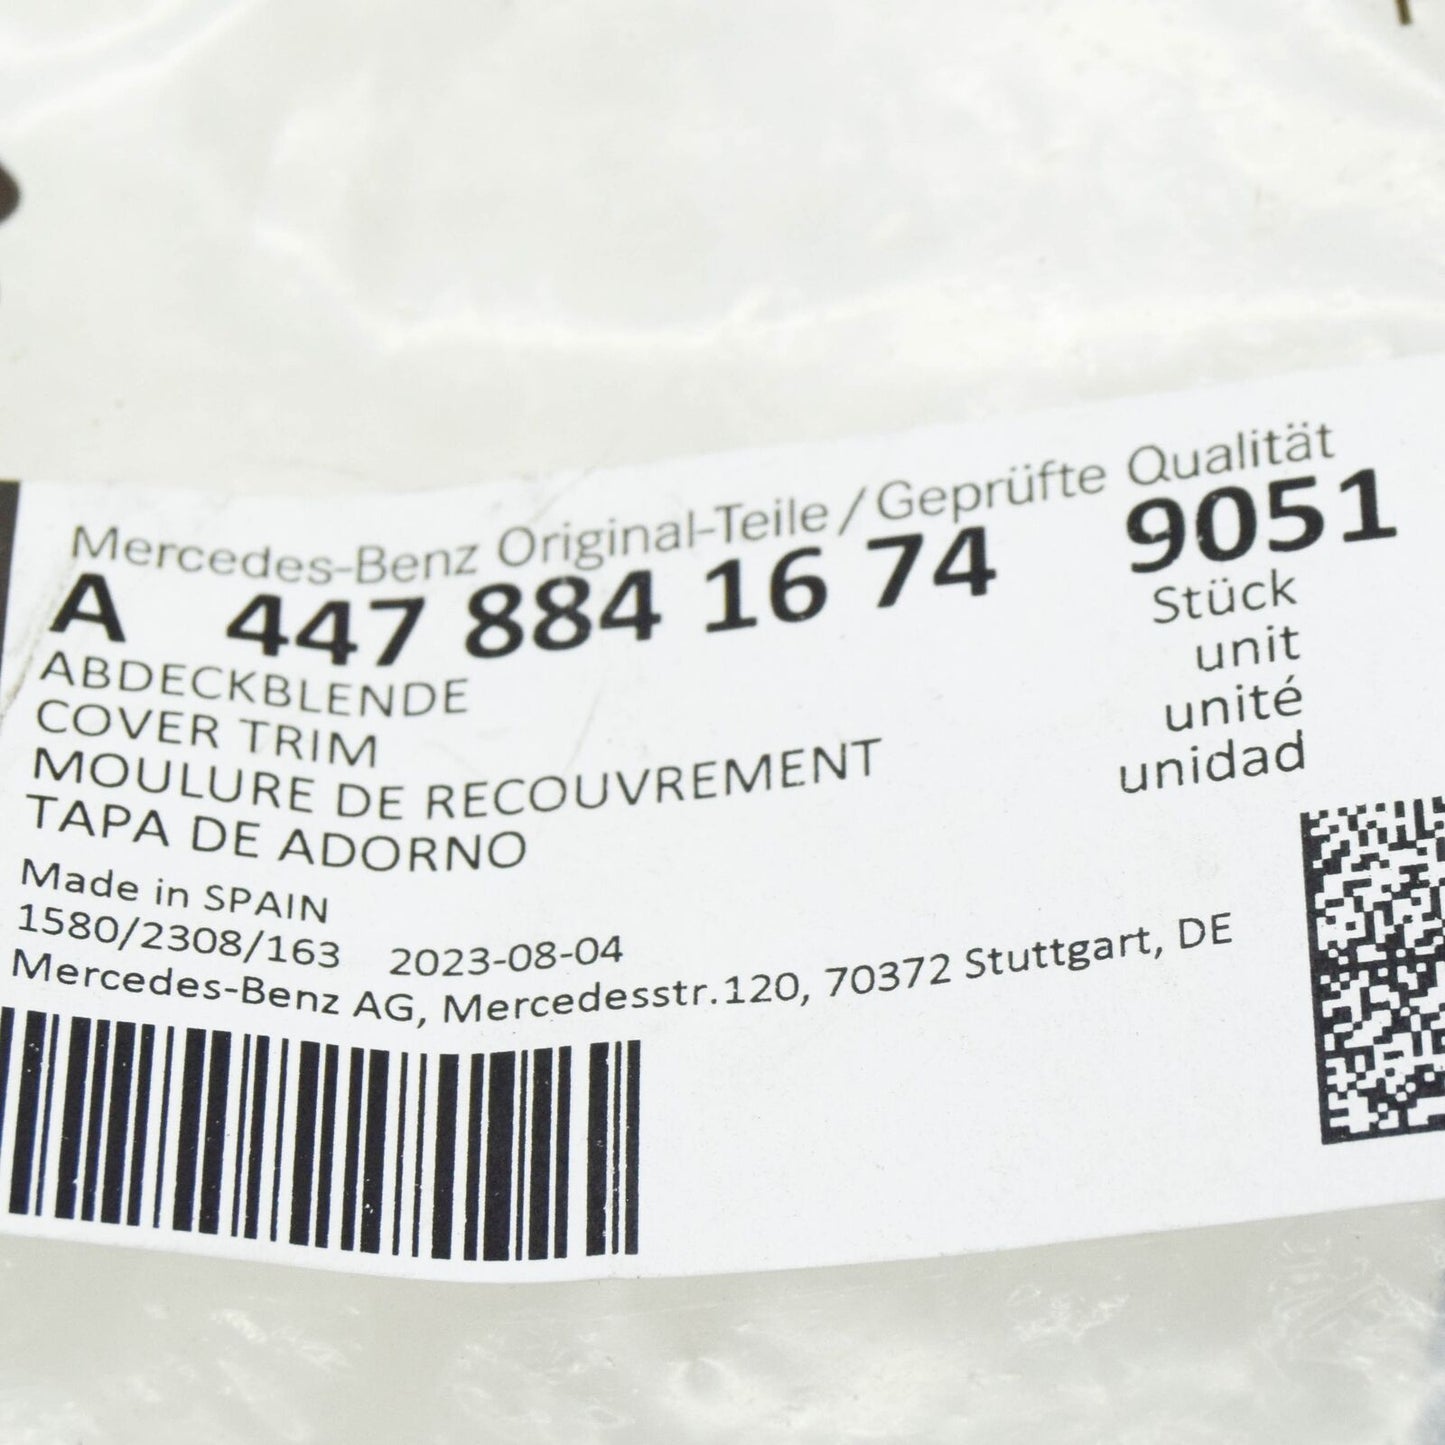 Mercedes-Benz Original-Teile / Geprüfte Qualität
A 447 884 16 74 9051
ABDECKBLENDE
COVER TRIM
MOULURE DE RECOUVREMENT
TAPA DE ADORNO
Stück
unit
unité
unidad
Made in SPAIN
1580/2308/163 2023-08-04
Mercedes-Benz AG, Mercedesstr.120, 70372 Stuttgart, DE